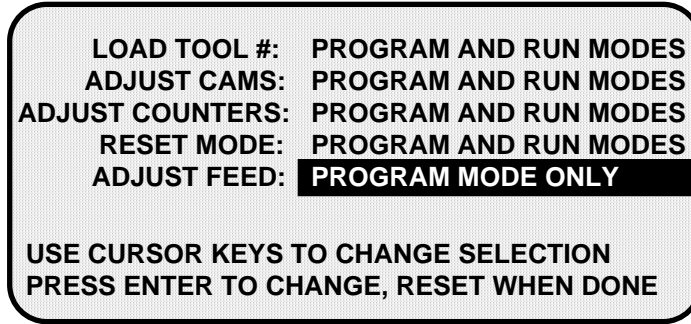 LOAD TOOL #: PROGRAM AND RUN MODES
ADJUST CAMS: PROGRAM AND RUN MODES
ADJUST COUNTERS: PROGRAM AND RUN MODES
RESET MODE: PROGRAM AND RUN MODES
ADJUST FEED: PROGRAM MODE ONLY
USE CURSOR KEYS TO CHANGE SELECTION
PRESS ENTER TO CHANGE, RESET WHEN DONE